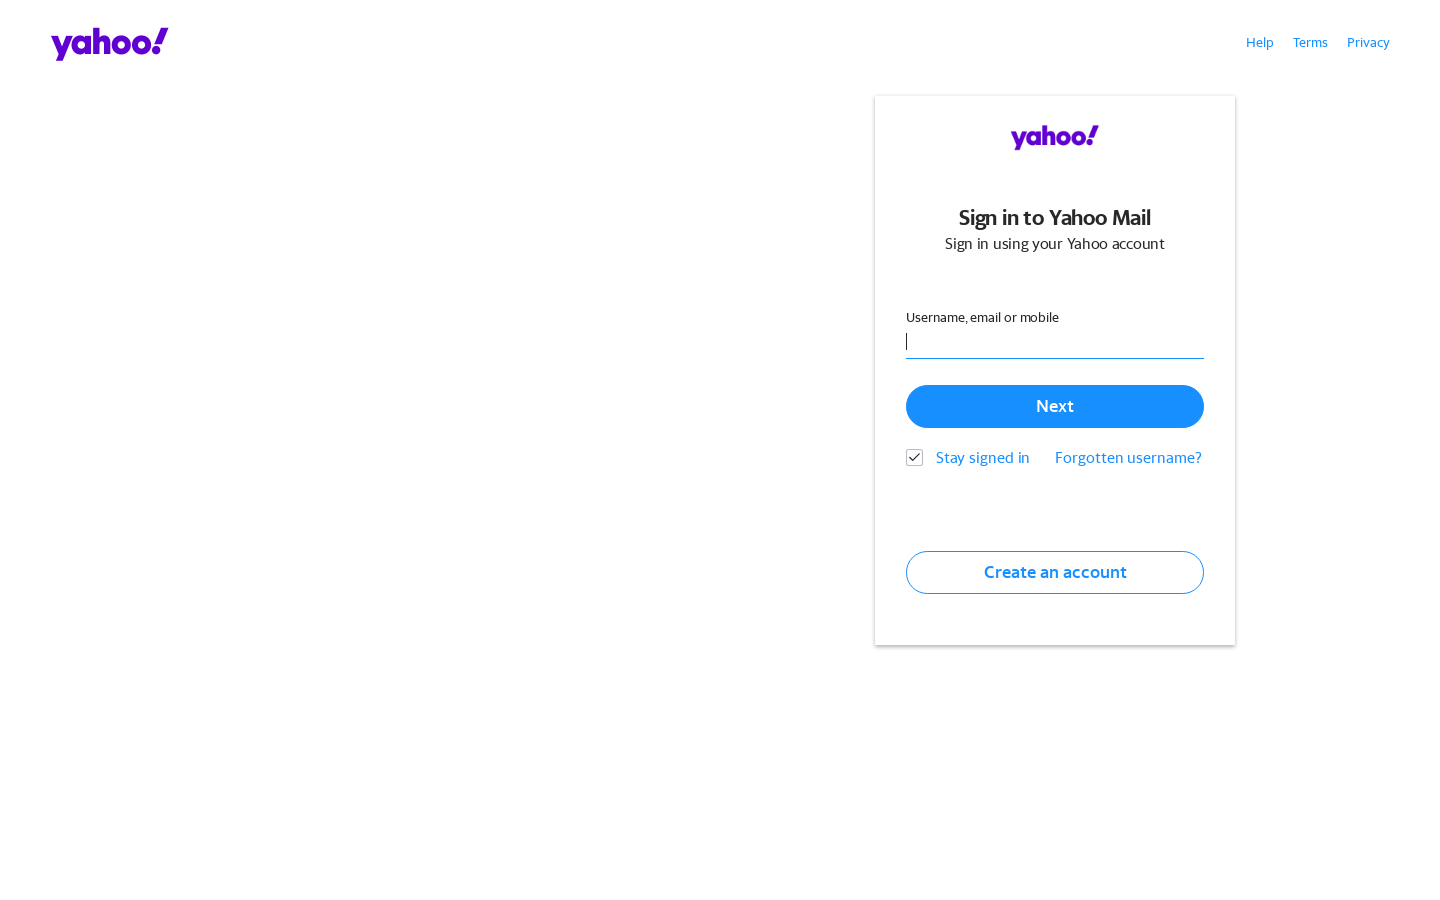 yahoo!
Help Terms Privacy
yahoo!
Sign in to Yahoo Mail
Sign in using your Yahoo account
Username, email or mobile
Next
Stay signed in Forgotten username?
Create an account